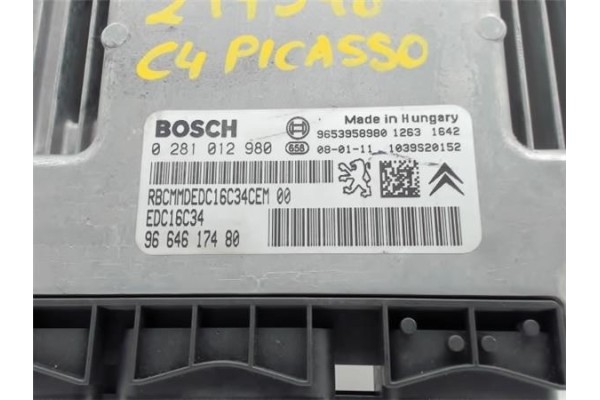 C4 PICASSO
BOSCH
Made in Hungary
9653958980 1263 1642
0 281 012 980
658
08-01-11 1039S20152
RBCMMDEDC16C34CEM 00
EDC16C34
96 646 174 80